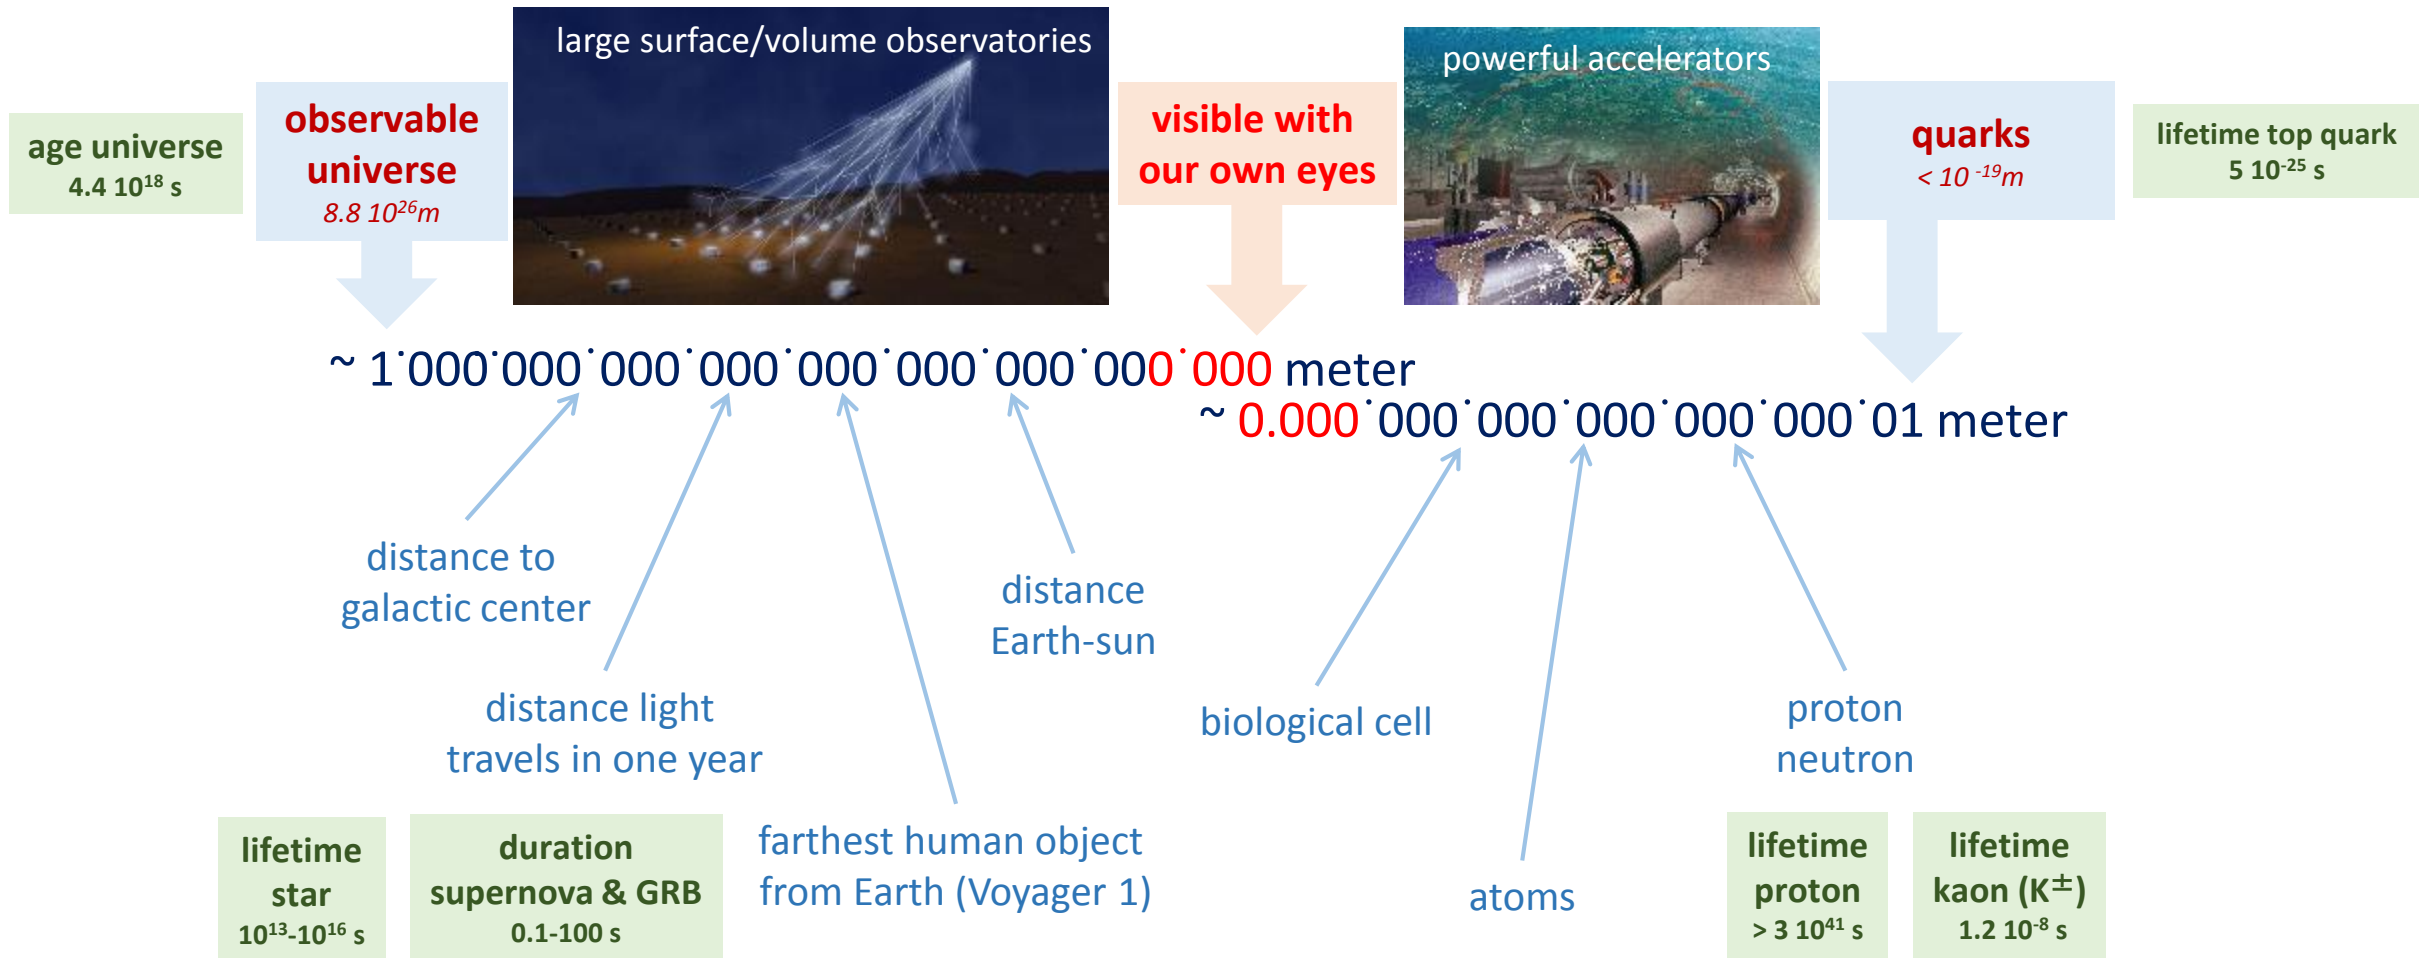 large surface/volume observatories
powerful accelerators
age universe
4.4 10¹⁸ s
observable
universe
8.8 10²⁶m
visible with
our own eyes
quarks
< 10 ⁻¹⁹m
lifetime top quark
5 10⁻²⁵ s
~ 1˙000˙000˙000˙000˙000˙000˙000˙000˙000 meter
~ 0.000˙000˙000˙000˙000˙000˙01 meter
distance to
galactic center
distance light
travels in one year
farthest human object
from Earth (Voyager 1)
distance
Earth-sun
biological cell
atoms
proton
neutron
lifetime
star
10¹³-10¹⁶ s
duration
supernova & GRB
0.1-100 s
lifetime
proton
> 3 10⁴¹ s
lifetime
kaon (K±)
1.2 10⁻⁸ s